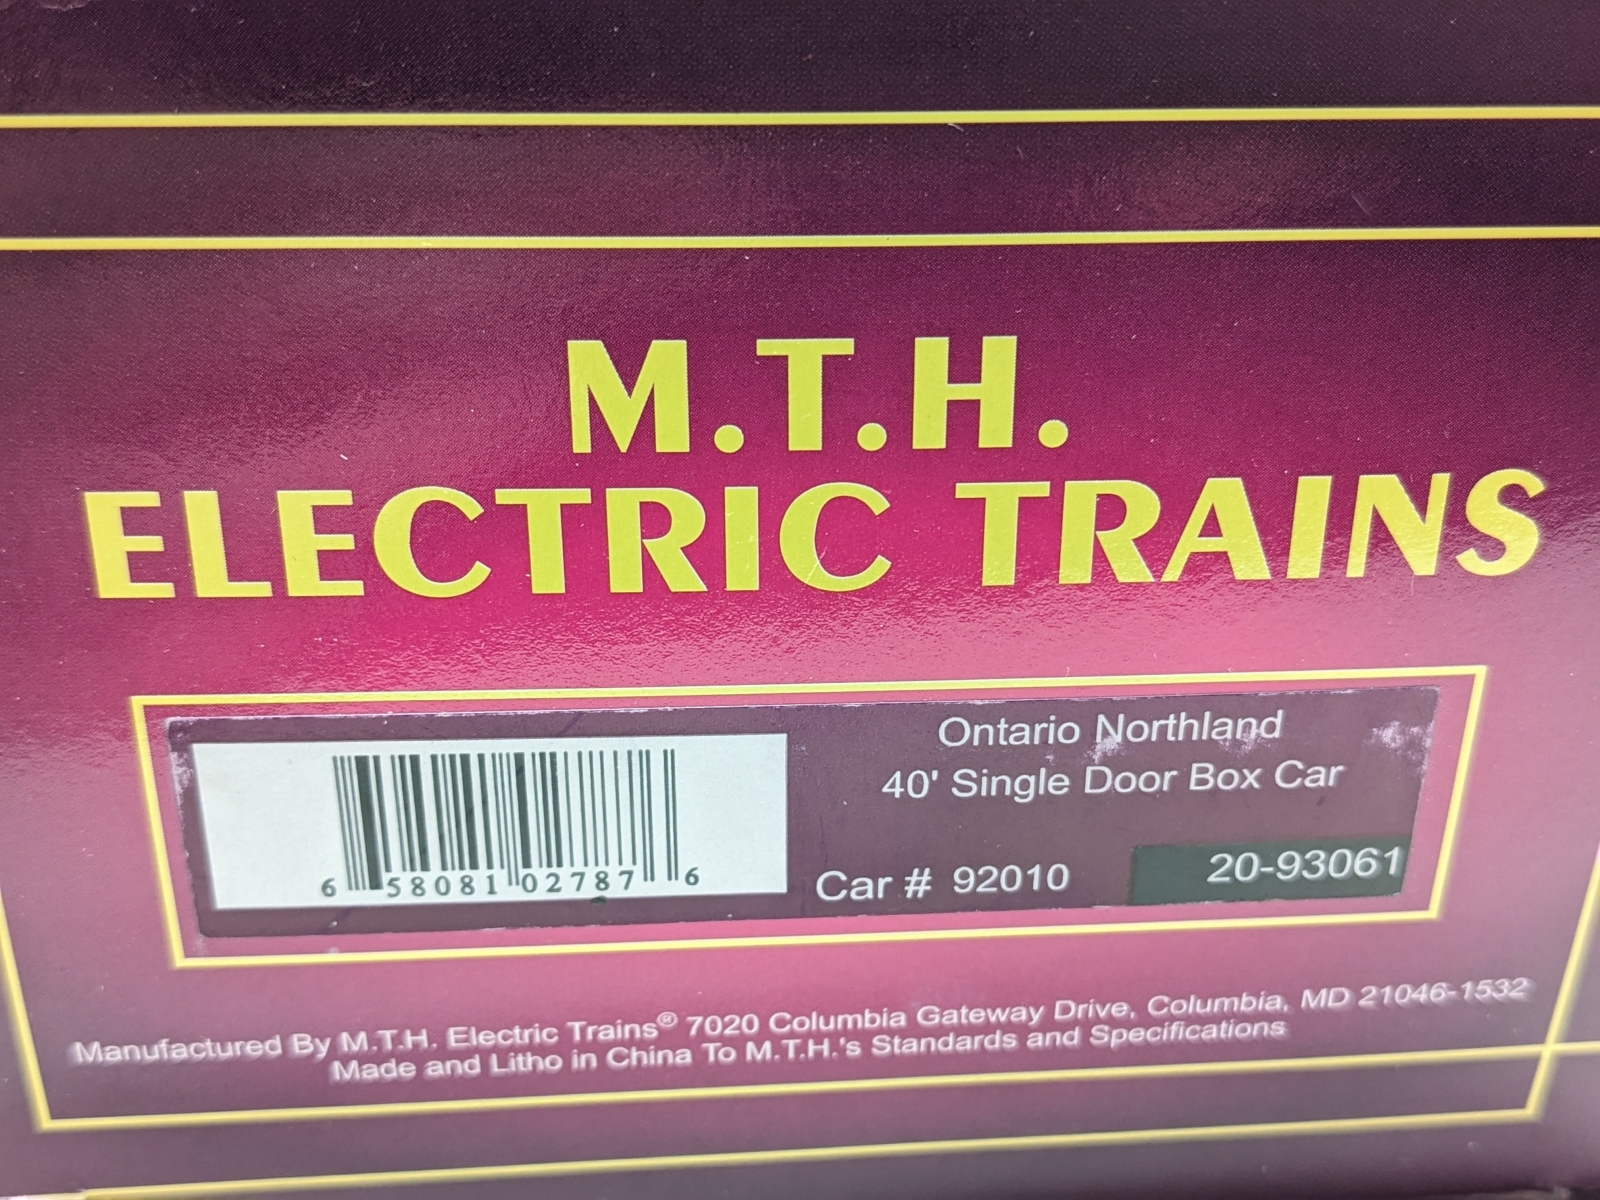 M.T.H.
ELECTRIC TRAINS
Ontario Northland
40' Single Door Box Car
6 58081 02787 6
Car # 92010
20-93061
Manufactured By M.T.H. Electric Trains® 7020 Columbia Gateway Drive, Columbia, MD 21046-1532
Made and Litho in China To M.T.H.'s Standards and Specifications